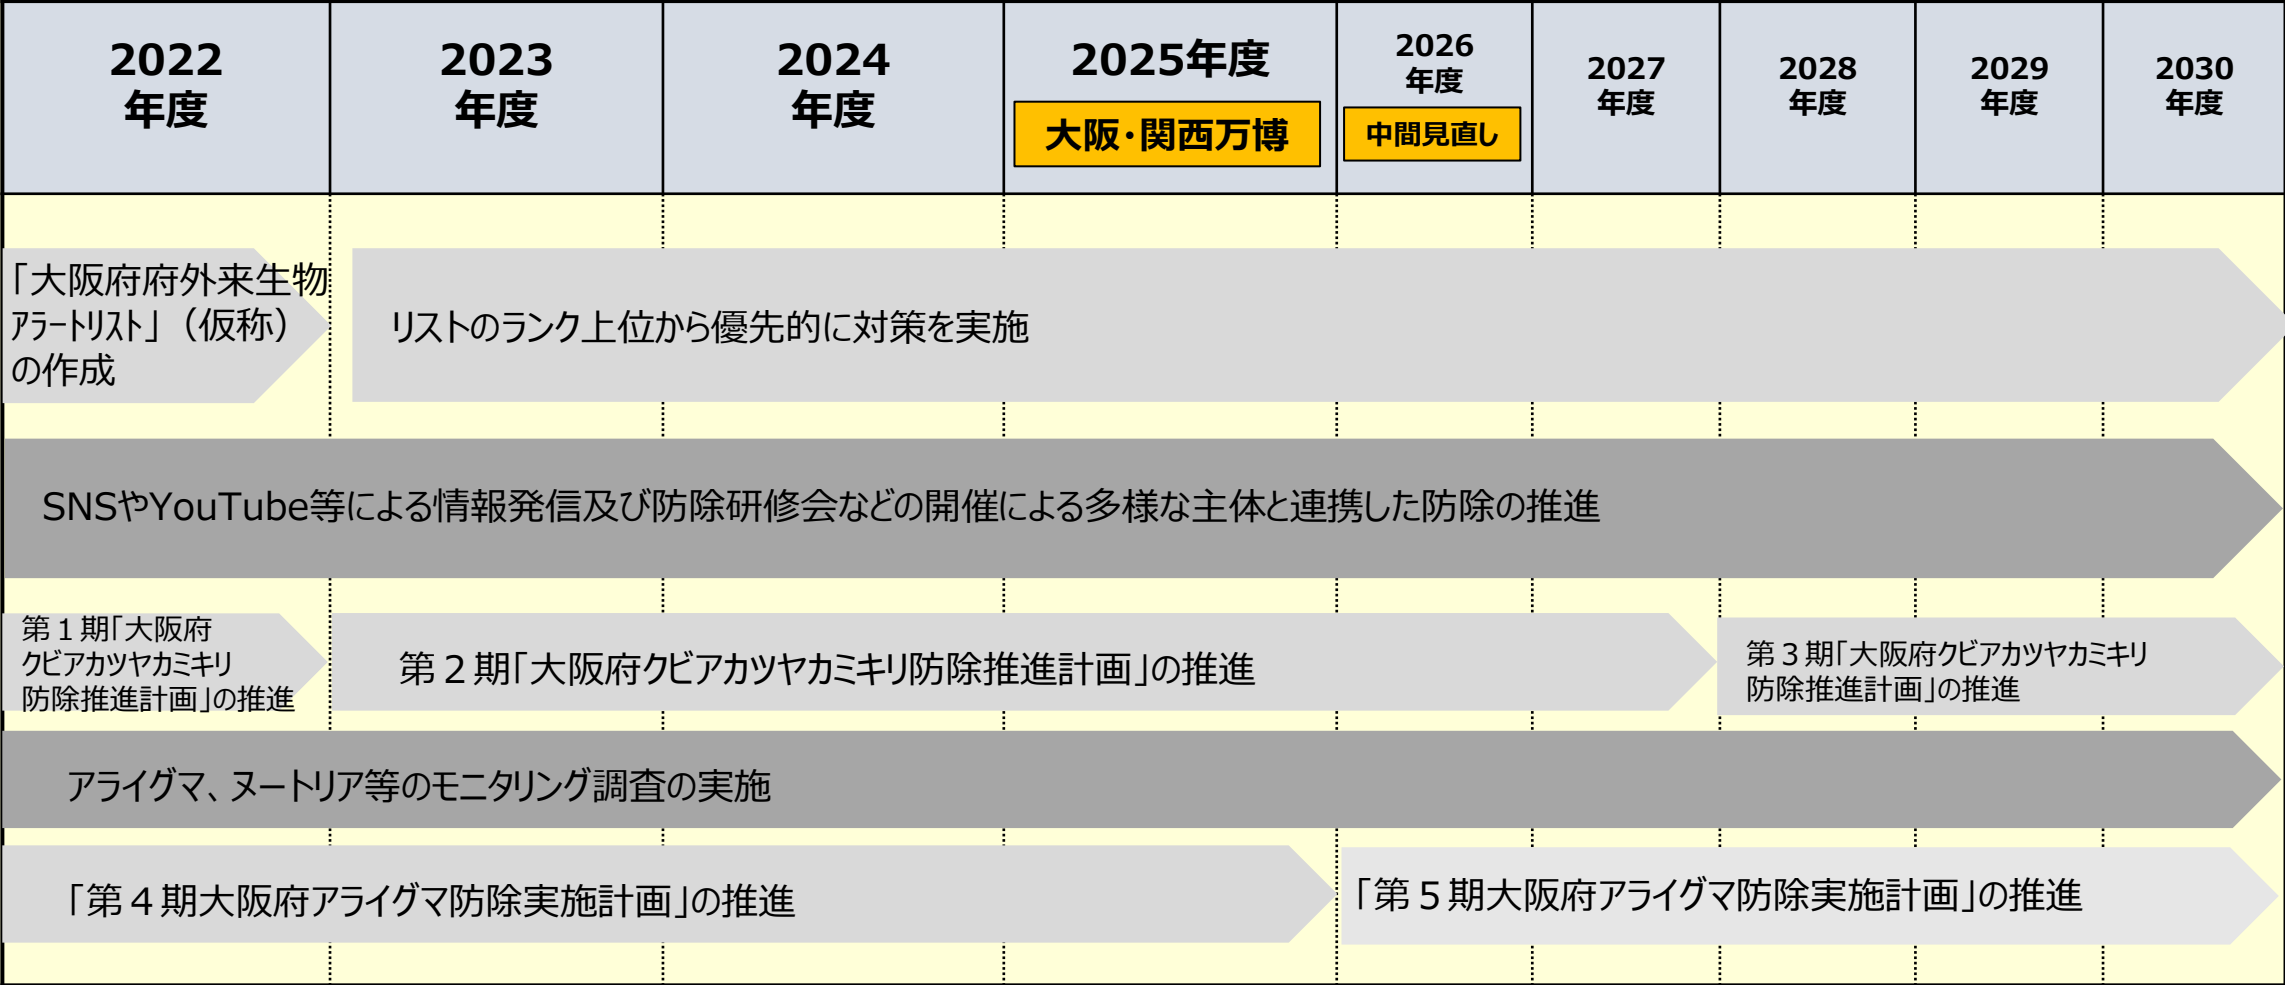 2022
年度
2023
年度
2024
年度
2025年度
大阪・関西万博
2026
年度
中間見直し
2027
年度
2028
年度
2029
年度
2030
年度
「大阪府府外来生物
ｱﾗｰﾄﾘｽﾄ」（仮称）
の作成
リストのランク上位から優先的に対策を実施
SNSやYouTube等による情報発信及び防除研修会などの開催による多様な主体と連携した防除の推進
第１期「大阪府
クビアカツヤカミキリ
防除推進計画」の推進
第２期「大阪府クビアカツヤカミキリ防除推進計画」の推進
第３期「大阪府クビアカツヤカミキリ
防除推進計画」の推進
アライグマ、ヌートリア等のモニタリング調査の実施
「第４期大阪府アライグマ防除実施計画」の推進
「第５期大阪府アライグマ防除実施計画」の推進